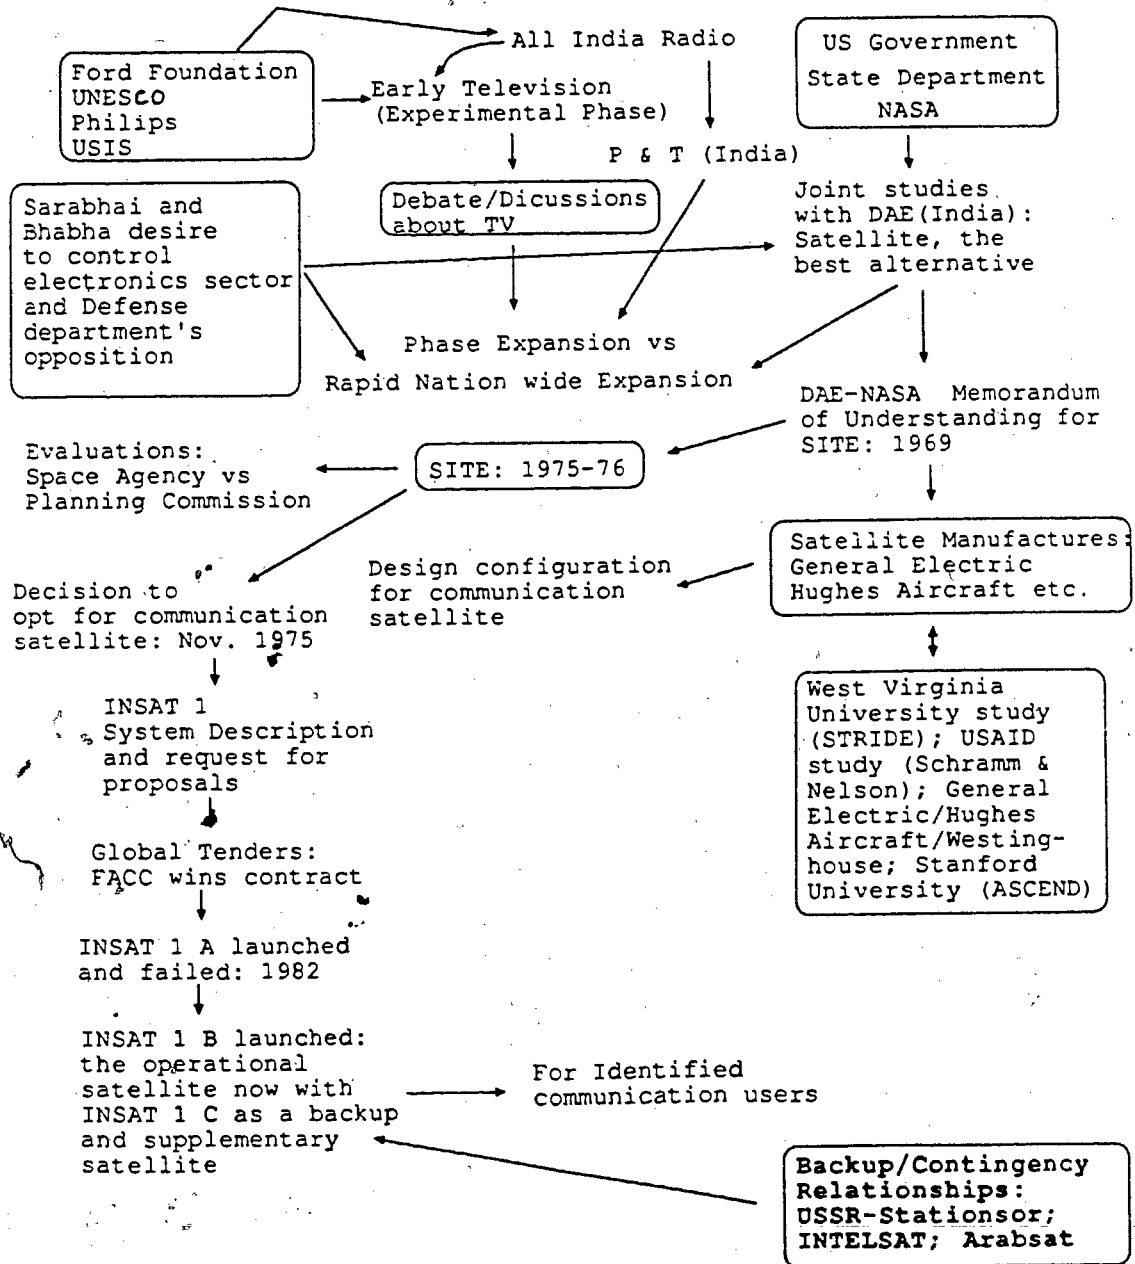 All India Radio
Ford Foundation
UNESCO
Philips
USIS
Early Television
(Experimental Phase)
US Government
State Department
NASA
P & T (India)
Sarabhai and
Bhabha desire
to control
electronics sector
and Defense
department's
opposition
Debate/Dicussions
about TV
Joint studies
with DAE(India):
Satellite, the
best alternative
Phase Expansion vs
Rapid Nation wide Expansion
DAE-NASA Memorandum
of Understanding for
SITE: 1969
Evaluations:
Space Agency vs
Planning Commission
SITE: 1975-76
Satellite Manufactures:
General Electric
Hughes Aircraft etc.
Design configuration
for communication
satellite
Decision to
opt for communication
satellite: Nov. 1975
West Virginia
University study
(STRIDE); USAID
study (Schramm &
Nelson); General
Electric/Hughes
Aircraft/Westing-
house; Stanford
University (ASCEND)
INSAT 1
System Description
and request for
proposals
Global Tenders:
FACC wins contract
INSAT 1 A launched
and failed: 1982
INSAT 1 B launched:
the operational
satellite now with
INSAT 1 C as a backup
and supplementary
satellite
For Identified
communication users
Backup/Contingency
Relationships:
USSR-Stationsor;
INTELSAT; Arabsat